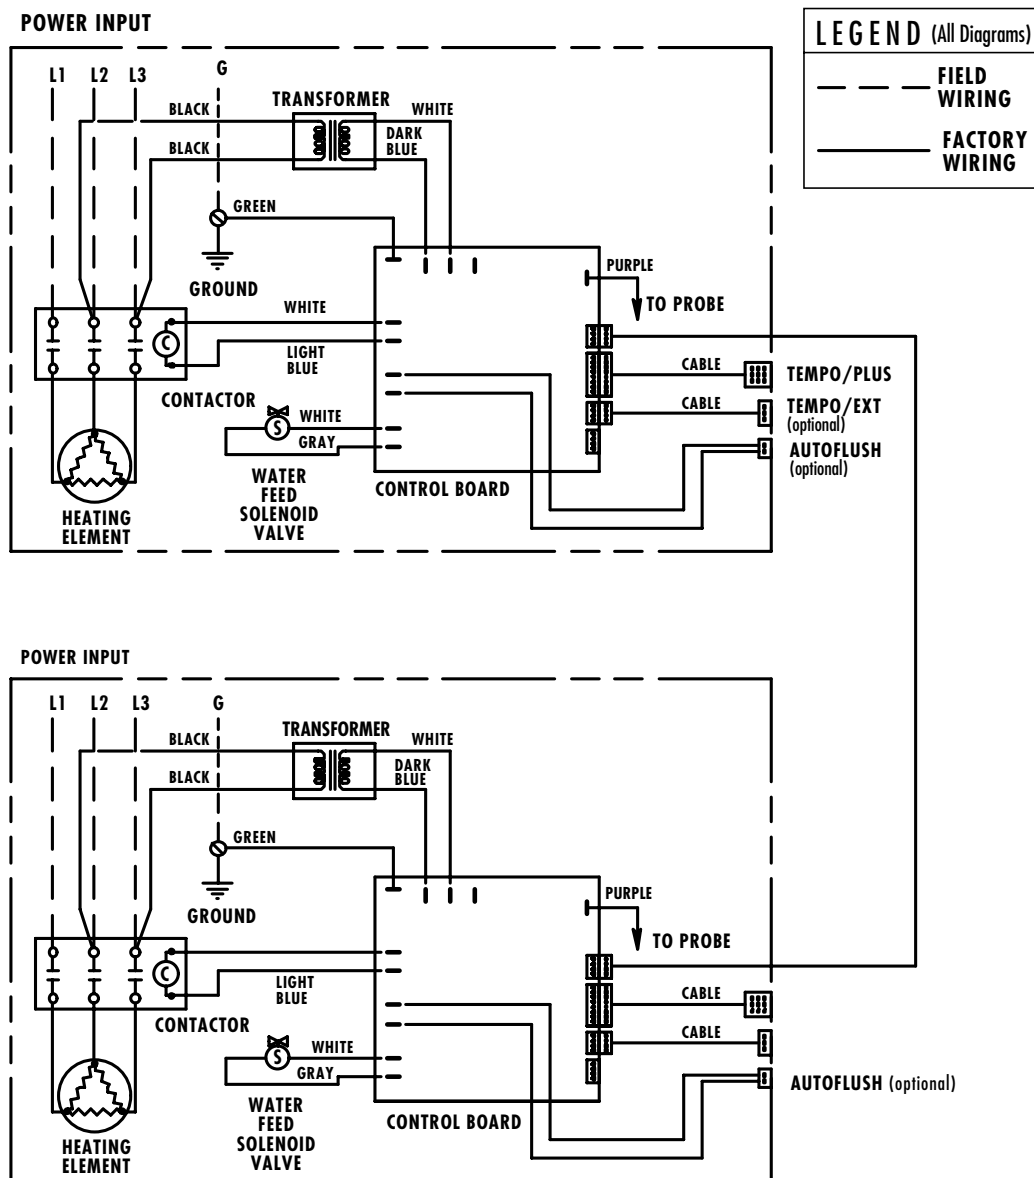 POWER INPUT
LEGEND (All Diagrams)
FIELD
WIRING
FACTORY
WIRING
L1 L2 L3 G
BLACK
TRANSFORMER
WHITE
DARK
BLUE
BLACK
GREEN
GROUND
PURPLE
TO PROBE
WHITE
LIGHT
BLUE
C
CONTACTOR
CABLE
TEMPO/PLUS
CABLE
TEMPO/EXT
(optional)
AUTOFLUSH
(optional)
WHITE
S
GRAY
WATER
FEED
SOLENOID
VALVE
CONTROL BOARD
HEATING
ELEMENT
POWER INPUT
L1 L2 L3 G
BLACK
TRANSFORMER
WHITE
DARK
BLUE
BLACK
GREEN
GROUND
PURPLE
TO PROBE
C
LIGHT
BLUE
CONTACTOR
CABLE
CABLE
WHITE
S
GRAY
AUTOFLUSH (optional)
WATER
FEED
SOLENOID
VALVE
CONTROL BOARD
HEATING
ELEMENT